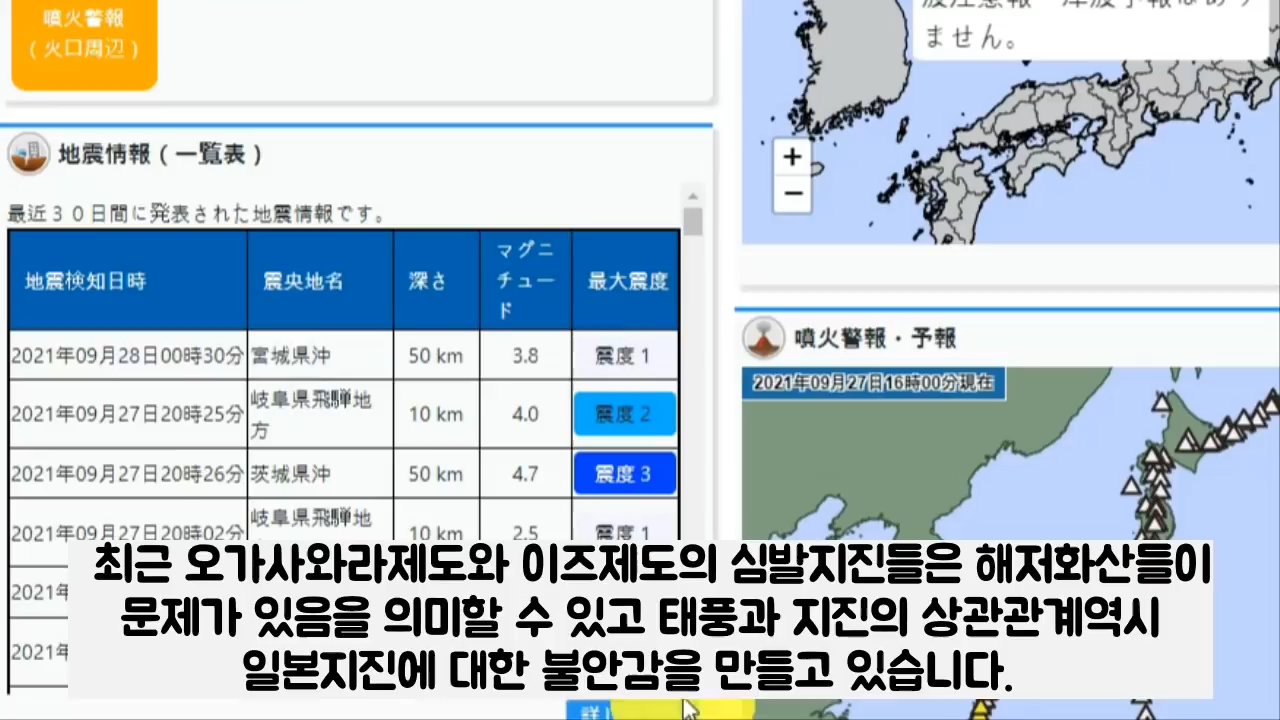 噴火警報
(火口周辺)
ません。
地震情報(一覧表)
最近30日間に発表された地震情報です。
地震検知日時 震央地名 深さ マグニチュード 最大震度
2021年09月28日00時30分 宮城県沖 50 km 3.8 震度1
2021年09月27日20時25分 岐阜県飛騨地方 10 km 4.0 震度2
2021年09月27日20時26分 茨城県沖 50 km 4.7 震度3
2021年09月27日20時02分 岐阜県飛騨地 10 km 2.5 震度1
2021年
2021年
噴火警報・予報
2021年09月27日16時00分現在
최근 오가사와라제도와 이즈제도의 심발지진들은 해저화산들이
문제가 있음을 의미할 수 있고 태풍과 지진의 상관관계역시
일본지진에 대한 불안감을 만들고 있습니다.